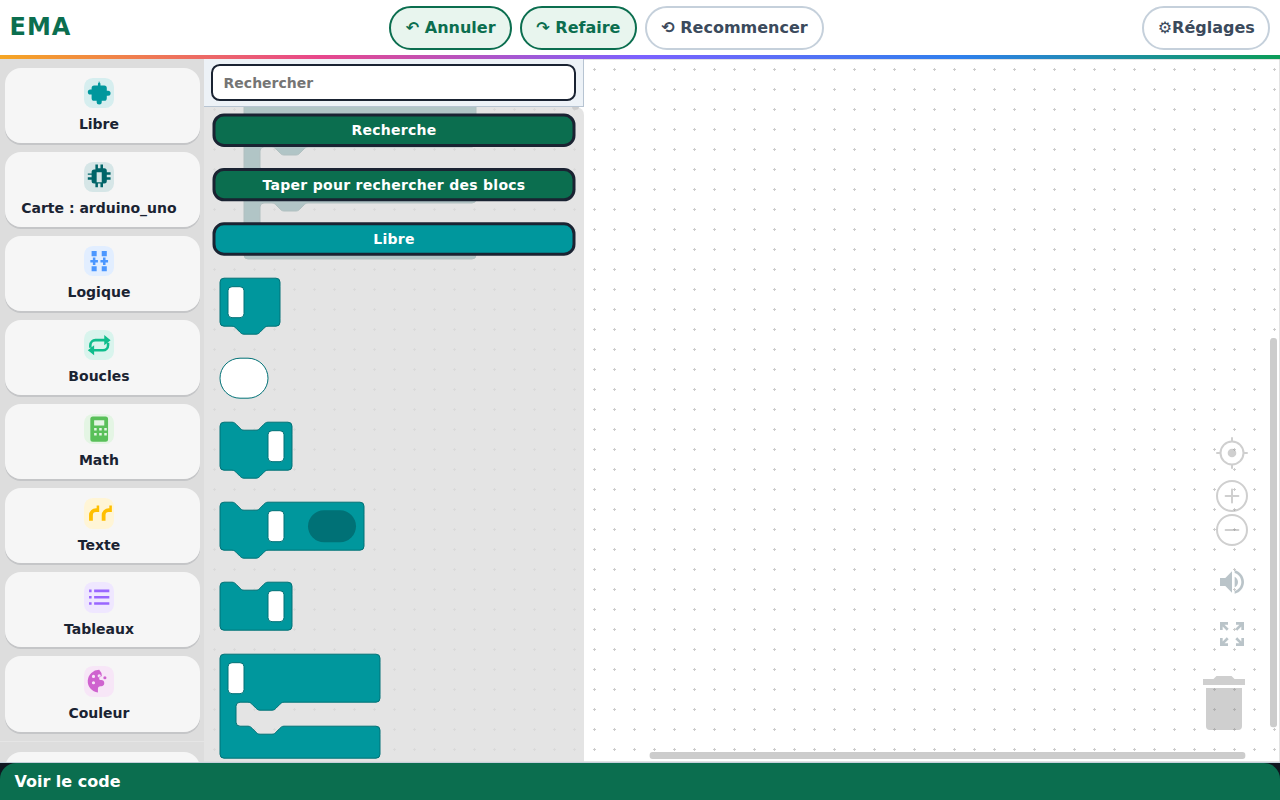 EMA
↶ Annuler
↷ Refaire
⟲ Recommencer
⚙Réglages
Libre
Carte : arduino_uno
Logique
Boucles
Math
Texte
Tableaux
Couleur
Rechercher
Recherche
Taper pour rechercher des blocs
Libre
Voir le code